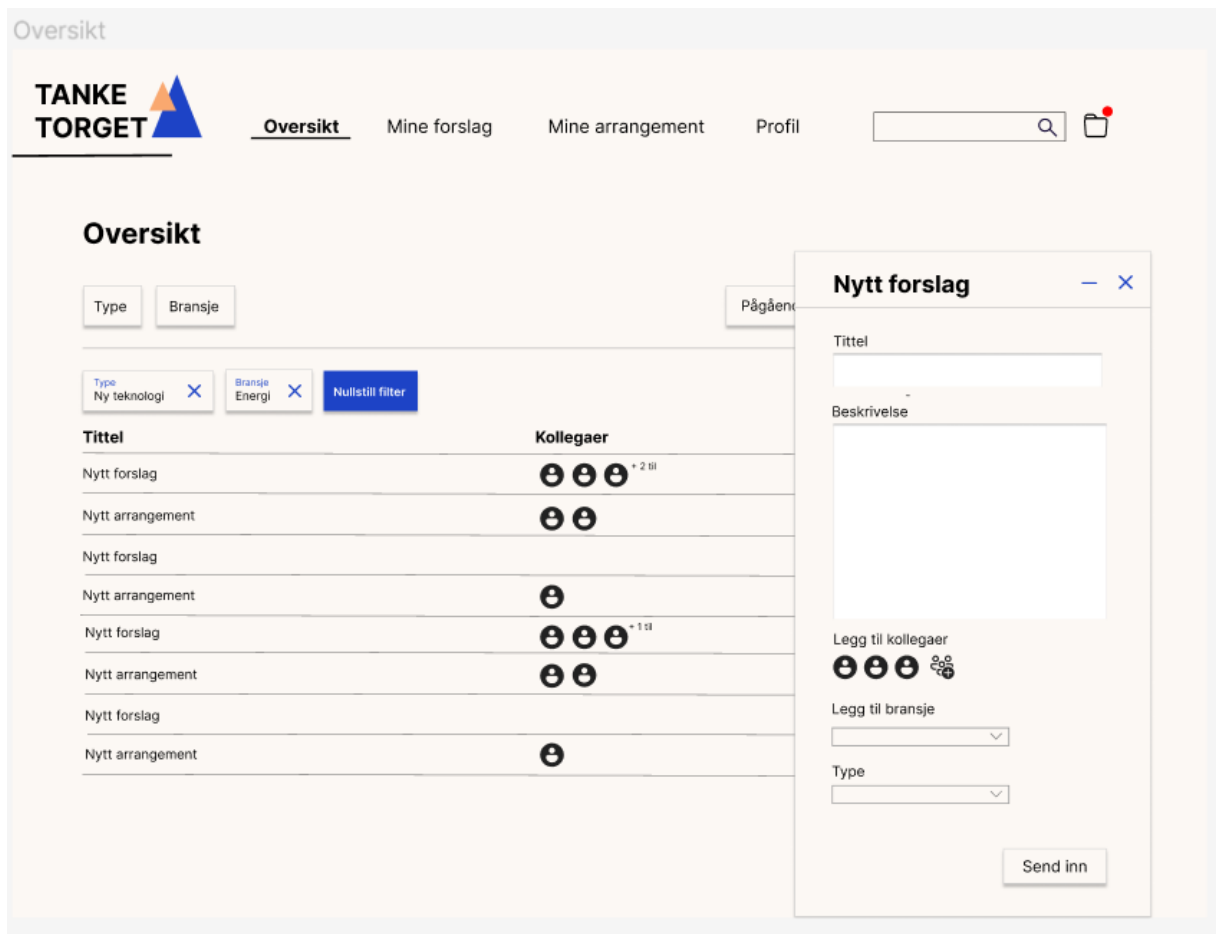 Oversikt
TANKE
TORGET
Oversikt
Mine forslag
Mine arrangement
Profil
Oversikt
Type
Bransje
Type
Ny teknologi
Bransje
Energi
Nullstill filter
Tittel
Kollegaer
Nytt forslag
+ 2 til
Nytt arrangement
Nytt forslag
Nytt arrangement
Nytt forslag
+ 1 til
Nytt arrangement
Nytt forslag
Nytt arrangement
Nytt forslag
Tittel
Beskrivelse
Legg til kollegaer
Legg til bransje
Type
Send inn